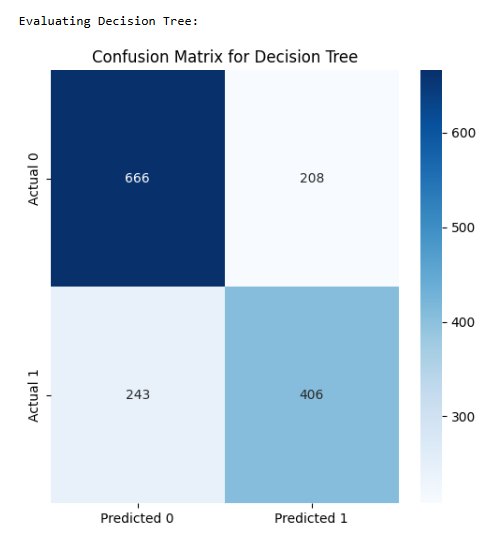 Evaluating Decision Tree:
Confusion Matrix for Decision Tree
Actual 0
666
208
Actual 1
243
406
Predicted 0
Predicted 1
600
500
400
300